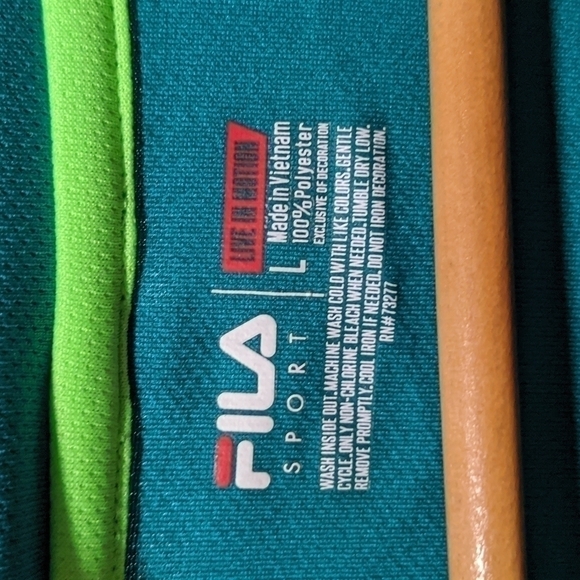 FILA
SPORT
LIVE IN MOTION
L
Made in Vietnam
100% Polyester
EXCLUSIVE OF DECORATION
WASH INSIDE OUT. MACHINE WASH COLD WITH LIKE COLORS. GENTLE
CYCLE. ONLY NON-CHLORINE BLEACH WHEN NEEDED. TUMBLE DRY LOW.
REMOVE PROMPTLY. COOL IRON IF NEEDED. DO NOT IRON DECORATION.
RN#73277